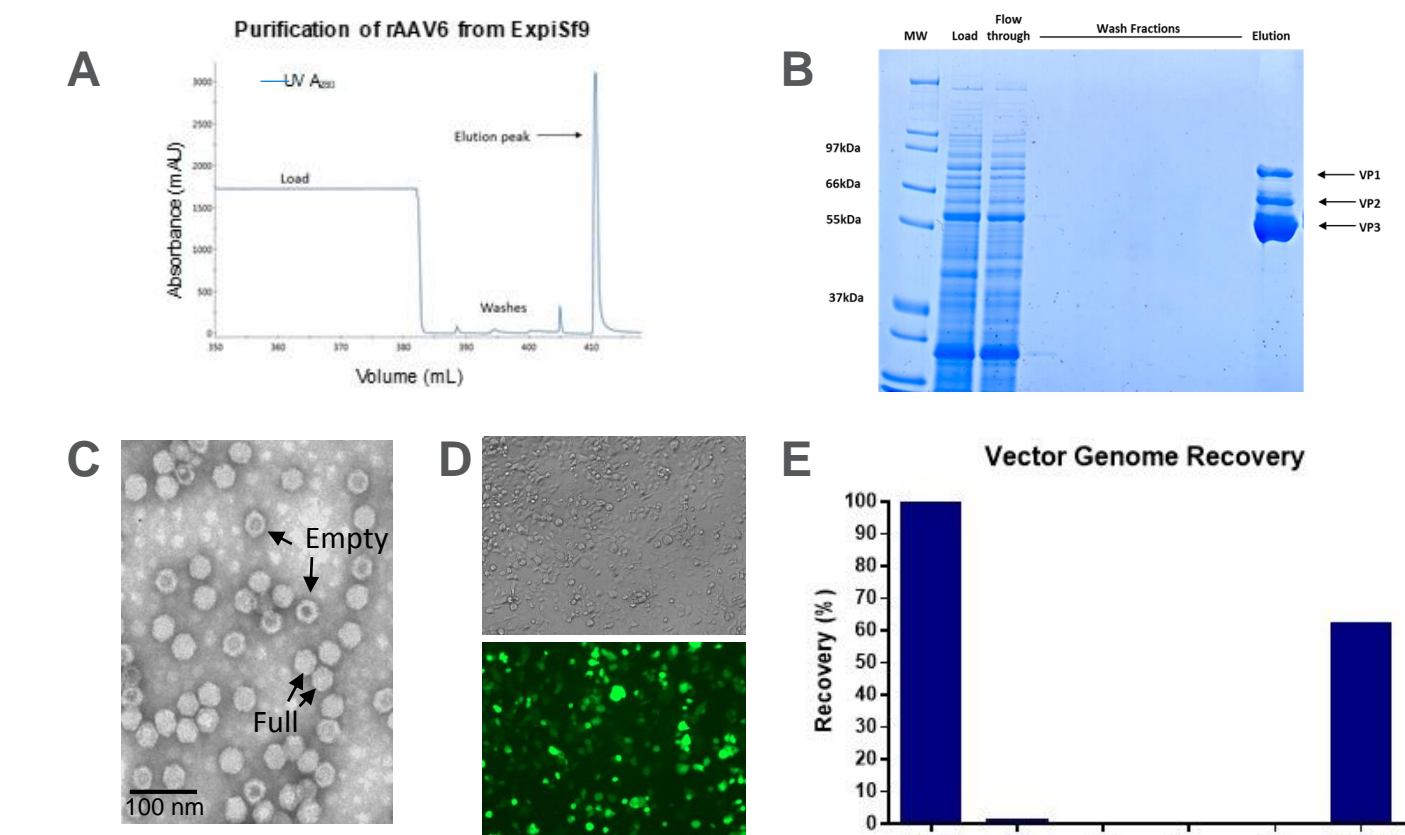 Purification of rAAV6 from ExpiSf9
A
UV A280
3000
2500
2000
1500
1000
500
0
Absorbance (mAU)
Elution peak
Load
Washes
350
360
370
380
390
400
410
Volume (mL)
B
MW
Load
Flow
through
Wash Fractions
Elution
97kDa
66kDa
55kDa
37kDa
VP1
VP2
VP3
C
Empty
Full
100 nm
D
E
Vector Genome Recovery
Recovery (%)
100
90
80
70
60
50
40
30
20
10
0